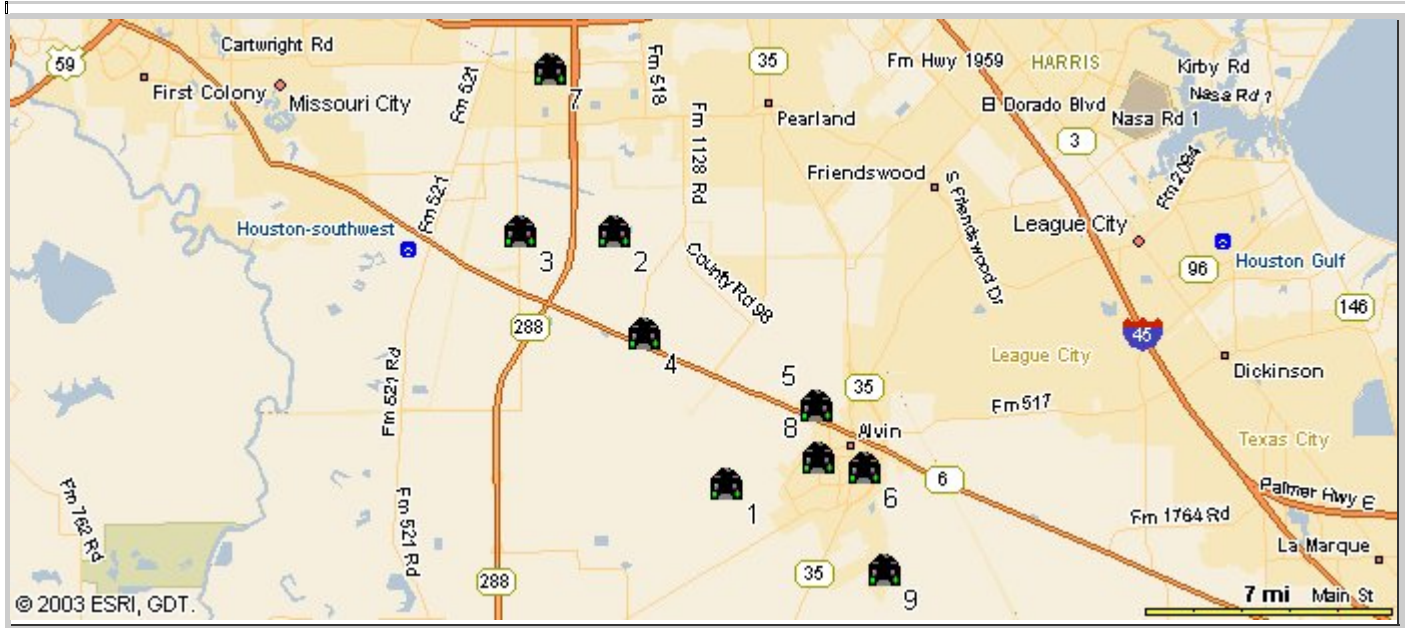 Cartwright Rd
59
First Colony
Missouri City
Fm 521
7
Fm 518
35
Pearland
Fm Hwy 1959
HARRIS
Kirby Rd
Nasa Rd 1
Dorado Blvd
Nasa Rd 1
3
Fm 1128 Rd
Friendswood
S Friendswood Dr
Fm 2094
Fm 521
Houston-southwest
3
2
County Rd 98
League City
Houston Gulf
96
146
288
4
45
League City
Dickinson
Fm 521 Rd
5
35
Fm 517
8
Alvin
Texas City
6
6
1
Palmer Hwy E
Fm 762 Rd
Fm 521 Rd
Fm 1764 Rd
La Marque
288
35
9
7 mi
Main St
© 2003 ESRI, GDT.